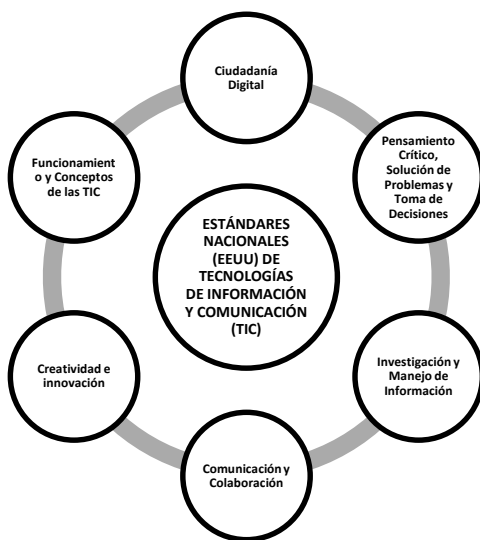 Ciudadanía
Digital
Pensamiento
Crítico,
Solución de
Problemas y
Toma de
Decisiones
Investigación y
Manejo de
Información
Comunicación y
Colaboración
Creatividad e
innovación
Funcionamient
o y Conceptos
de las TIC
ESTÁNDARES
NACIONALES
(EEUU) DE
TECNOLOGÍAS
DE INFORMACIÓN
Y COMUNICACIÓN
(TIC)